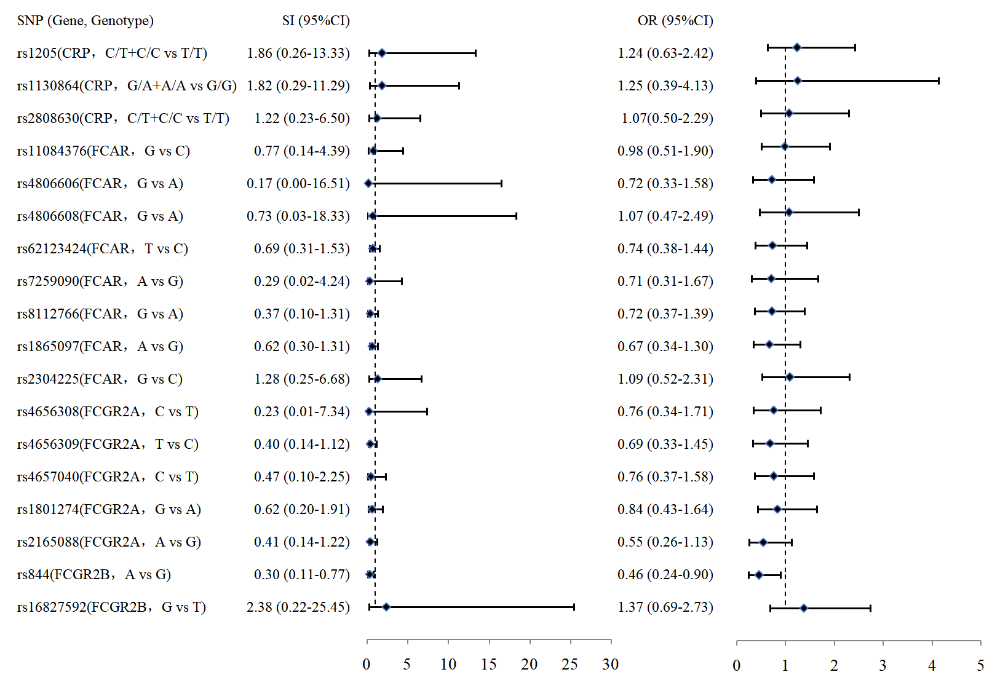 SNP (Gene, Genotype) SI (95%CI) OR (95%CI)
rs1205(CRP，C/T+C/C vs T/T) 1.86 (0.26-13.33) 1.24 (0.63-2.42)
rs1130864(CRP，G/A+A/A vs G/G) 1.82 (0.29-11.29) 1.25 (0.39-4.13)
rs2808630(CRP，C/T+C/C vs T/T) 1.22 (0.23-6.50) 1.07(0.50-2.29)
rs11084376(FCAR，G vs C) 0.77 (0.14-4.39) 0.98 (0.51-1.90)
rs4806606(FCAR，G vs A) 0.17 (0.00-16.51) 0.72 (0.33-1.58)
rs4806608(FCAR，G vs A) 0.73 (0.03-18.33) 1.07 (0.47-2.49)
rs62123424(FCAR，T vs C) 0.69 (0.31-1.53) 0.74 (0.38-1.44)
rs7259090(FCAR，A vs G) 0.29 (0.02-4.24) 0.71 (0.31-1.67)
rs8112766(FCAR，G vs A) 0.37 (0.10-1.31) 0.72 (0.37-1.39)
rs1865097(FCAR，A vs G) 0.62 (0.30-1.31) 0.67 (0.34-1.30)
rs2304225(FCAR，G vs C) 1.28 (0.25-6.68) 1.09 (0.52-2.31)
rs4656308(FCGR2A，C vs T) 0.23 (0.01-7.34) 0.76 (0.34-1.71)
rs4656309(FCGR2A，T vs C) 0.40 (0.14-1.12) 0.69 (0.33-1.45)
rs4657040(FCGR2A，C vs T) 0.47 (0.10-2.25) 0.76 (0.37-1.58)
rs1801274(FCGR2A，G vs A) 0.62 (0.20-1.91) 0.84 (0.43-1.64)
rs2165088(FCGR2A，A vs G) 0.41 (0.14-1.22) 0.55 (0.26-1.13)
rs844(FCGR2B，A vs G) 0.30 (0.11-0.77) 0.46 (0.24-0.90)
rs16827592(FCGR2B，G vs T) 2.38 (0.22-25.45) 1.37 (0.69-2.73)
0 5 10 15 20 25 30 0 1 2 3 4 5